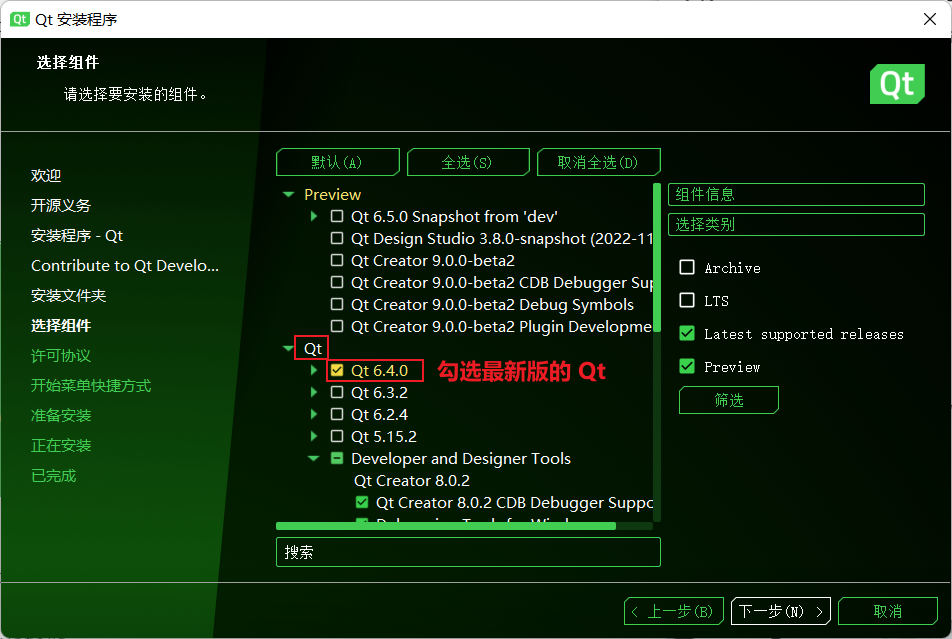 Qt Qt 安装程序
选择组件
请选择要安装的组件。
Qt
欢迎
开源义务
安装程序 - Qt
Contribute to Qt Develo...
安装文件夹
选择组件
许可协议
开始菜单快捷方式
准备安装
正在安装
已完成
默认(A)
全选(S)
取消全选(D)
Preview
Qt 6.5.0 Snapshot from 'dev'
Qt Design Studio 3.8.0-snapshot (2022-11
Qt Creator 9.0.0-beta2
Qt Creator 9.0.0-beta2 CDB Debugger Sup
Qt Creator 9.0.0-beta2 Debug Symbols
Qt Creator 9.0.0-beta2 Plugin Developme
Qt
Qt 6.4.0 勾选最新版的 Qt
Qt 6.3.2
Qt 6.2.4
Qt 5.15.2
Developer and Designer Tools
Qt Creator 8.0.2
Qt Creator 8.0.2 CDB Debugger Suppo
搜索
组件信息
选择类别
Archive
LTS
Latest supported releases
Preview
筛选
< 上一步(B)
下一步(N) >
取消